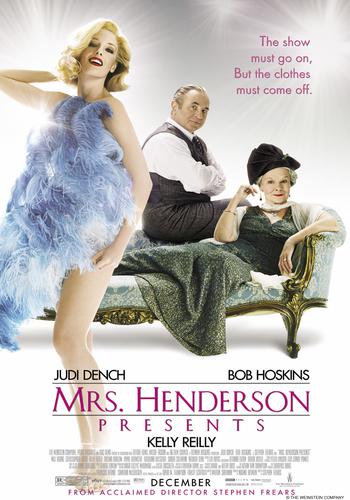 The show
must go on,
But the clothes
must come off.
JUDI DENCH
BOB HOSKINS
MRS. HENDERSON
PRESENTS
KELLY REILLY
DECEMBER
FROM ACCLAIMED DIRECTOR STEPHEN FREARS
© THE WEINSTEIN COMPANY